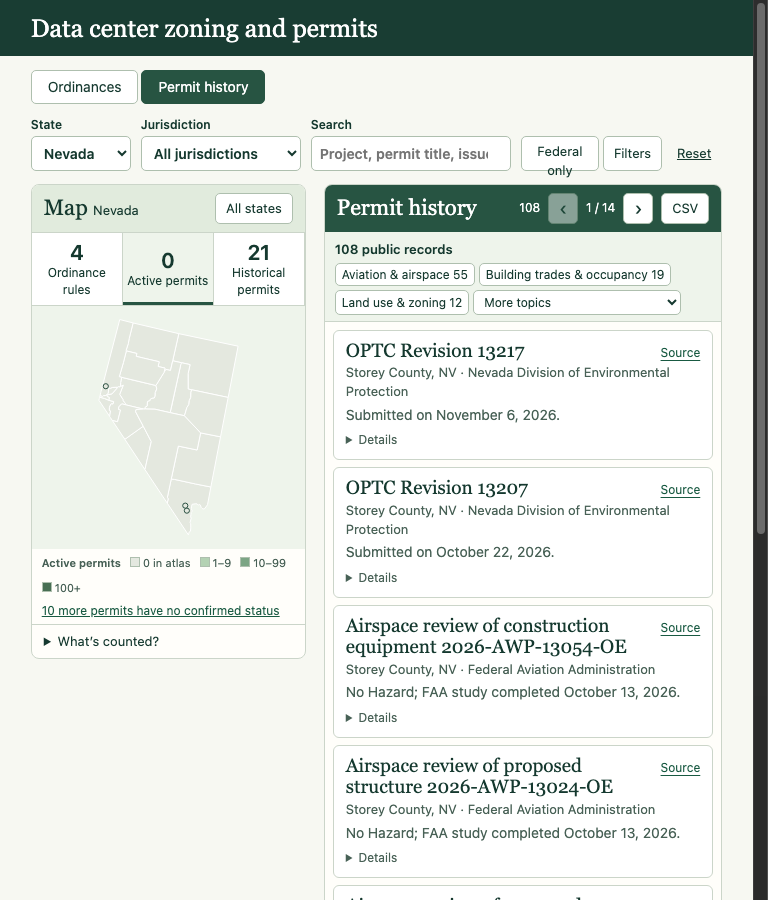 Data center zoning and permits
Ordinances
Permit history
State
Jurisdiction
Search
Nevada
All jurisdictions
Project, permit title, issu
Federal only
Filters
Reset
Map Nevada
All states
4
Ordinance rules
0
Active permits
21
Historical permits
Active permits 0 in atlas 1–9 10–99
100+
10 more permits have no confirmed status
What's counted?
Permit history
108
‹
1 / 14
›
CSV
108 public records
Aviation & airspace 55
Building trades & occupancy 19
Land use & zoning 12
More topics
OPTC Revision 13217
Source
Storey County, NV · Nevada Division of Environmental
Protection
Submitted on November 6, 2026.
Details
OPTC Revision 13207
Source
Storey County, NV · Nevada Division of Environmental
Protection
Submitted on October 22, 2026.
Details
Airspace review of construction
equipment 2026-AWP-13054-OE
Source
Storey County, NV · Federal Aviation Administration
No Hazard; FAA study completed October 13, 2026.
Details
Airspace review of proposed
structure 2026-AWP-13024-OE
Source
Storey County, NV · Federal Aviation Administration
No Hazard; FAA study completed October 13, 2026.
Details